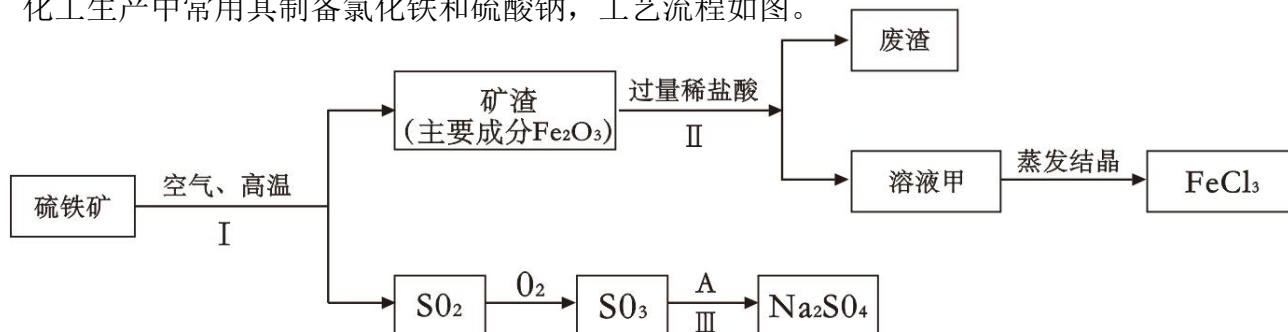 化工生产中常用其制备氯化铁和硫酸钠，工艺流程如图。
废渣
矿渣
(主要成分Fe₂O₃)
过量稀盐酸
Ⅱ
硫铁矿
空气、高温
Ⅰ
溶液甲
蒸发结晶
FeCl₃
SO₂
O₂
SO₃
A
Ⅲ
Na₂SO₄